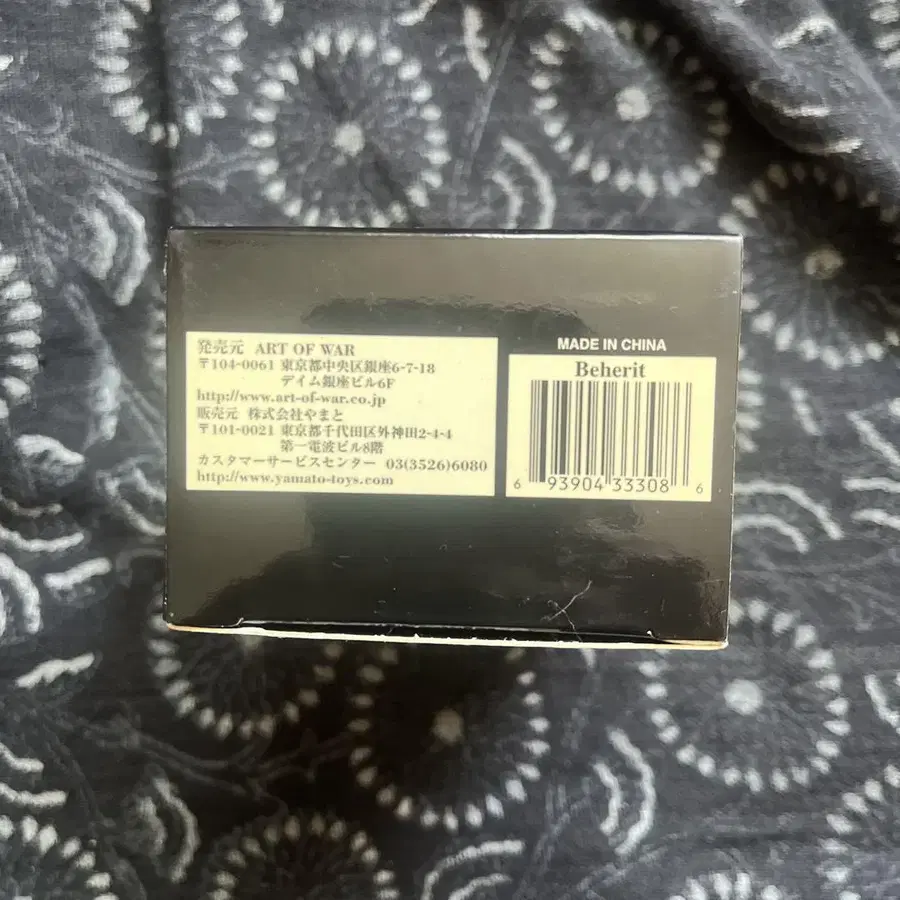 発売元 ART OF WAR
〒104-0061 東京都中央区銀座6-7-18
デイム銀座ビル6F
http://www.art-of-war.co.jp
販売元 株式会社やまと
〒101-0021 東京都千代田区外神田2-4-4
第一電波ビル8階
カスタマーサービスセンター 03(3526)6080
http://www.yamato-toys.com
MADE IN CHINA
Beherit
6 93904 33308 6